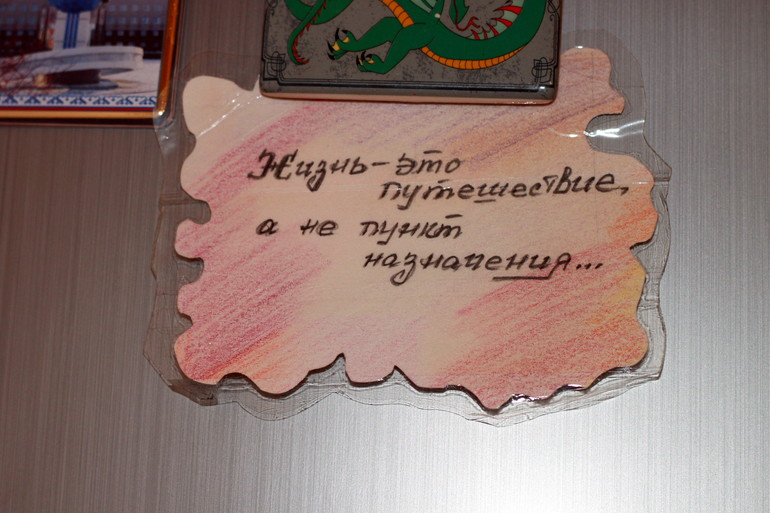 Жизнь - это
путешествие,
а не пункт
назначения...